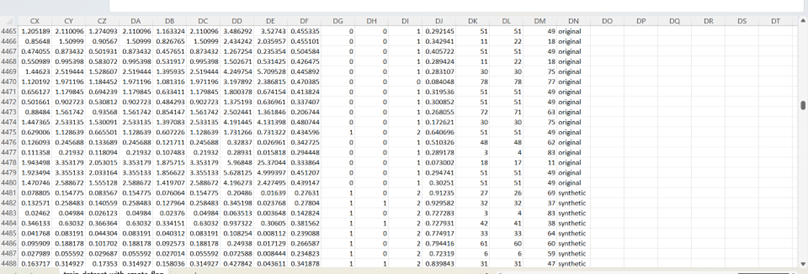 CX CY CZ DA DB DC DD DE DF DG DH DI DJ DK DL DM DN DO DP DQ DR DS DT
4465 1.205189 2.110096 1.274093 2.110096 1.163324 2.110096 3.486292 3.52743 0.455335 0 0 1 0.292145 51 51 49 original
4466 0.85648 1.50999 0.90567 1.50999 0.826765 1.50999 2.434242 2.035957 0.455101 0 0 1 0.342941 11 22 18 original
4467 0.474055 0.873432 0.501931 0.873432 0.457651 0.873432 1.267254 0.235354 0.504584 0 0 1 0.405722 51 51 49 original
4468 0.550989 0.995398 0.583072 0.995398 0.531917 0.995398 1.502671 0.531425 0.426475 0 0 1 0.289424 11 22 18 original
4469 1.44623 2.519444 1.528607 2.519444 1.395935 2.519444 4.249754 5.709528 0.445892 0 0 1 0.283107 30 30 75 original
4470 1.120192 1.971196 1.184452 1.971196 1.081316 1.971196 3.197892 2.386815 0.470385 0 0 0 0.084048 78 78 77 original
4471 0.656127 1.179833 0.694239 1.179833 0.633411 1.179833 1.800378 0.674154 0.413824 0 0 1 0.319536 51 51 49 original
4472 0.501661 0.902723 0.530812 0.902723 0.484293 0.902723 1.375193 0.636961 0.337407 0 0 1 0.300852 51 51 49 original
4473 0.88484 1.561742 0.93568 1.561742 0.854147 1.561742 2.502441 1.361846 0.206744 0 0 1 0.268055 72 71 63 original
4474 1.447365 2.533135 1.530091 2.533135 1.397083 2.533135 4.191445 4.131398 0.480744 0 0 1 0.172621 30 30 75 original
4475 0.629006 1.128639 0.665501 1.128639 0.607226 1.128639 1.731266 0.731322 0.434596 1 0 2 0.640696 51 51 49 original
4476 0.126093 0.245688 0.133689 0.245688 0.121711 0.245688 0.32837 0.026961 0.342725 0 0 1 0.510326 48 48 62 original
4477 0.111358 0.21932 0.118094 0.21932 0.107483 0.21932 0.28931 0.015818 0.294448 0 0 1 0.289178 3 4 83 original
4478 1.943498 3.353179 2.053015 3.353179 1.875715 3.353179 5.96848 25.37044 0.333864 0 0 1 0.073002 18 17 11 original
4479 1.923494 3.355103 2.033164 3.355103 1.856622 3.355103 5.628125 4.999397 0.451207 0 0 1 0.294741 51 51 49 original
4480 1.470746 2.588672 1.555128 2.588672 1.419707 2.588672 4.196273 2.427495 0.439147 0 0 1 0.30251 51 51 49 original
4481 0.078805 0.154775 0.083587 0.154775 0.076064 0.154775 0.20486 0.01639 0.27631 0 0 2 0.91235 27 26 69 synthetic
4482 0.132571 0.258483 0.140559 0.258483 0.127964 0.258483 0.345198 0.023768 0.27804 1 1 2 0.929582 32 32 37 synthetic
4483 0.02462 0.04984 0.026123 0.04984 0.02376 0.04984 0.063513 0.003648 0.142824 0 0 2 0.727283 3 4 83 synthetic
4484 0.346133 0.63032 0.366364 0.63032 0.334151 0.63032 0.937322 0.30605 0.381562 1 1 2 0.727931 42 41 38 synthetic
4485 0.041768 0.083191 0.044304 0.083191 0.040312 0.083191 0.108254 0.008112 0.239088 1 0 2 0.774917 33 33 64 synthetic
4486 0.095909 0.188278 0.101702 0.188278 0.092573 0.188278 0.24938 0.017129 0.266587 0 0 2 0.794416 61 60 60 synthetic
4487 0.027989 0.055592 0.029687 0.055592 0.027014 0.055592 0.072588 0.008444 0.234823 1 0 2 0.72319 6 6 59 synthetic
4488 0.163717 0.314927 0.17353 0.314927 0.158036 0.314927 0.427842 0.043611 0.341878 1 1 2 0.839843 31 31 47 synthetic